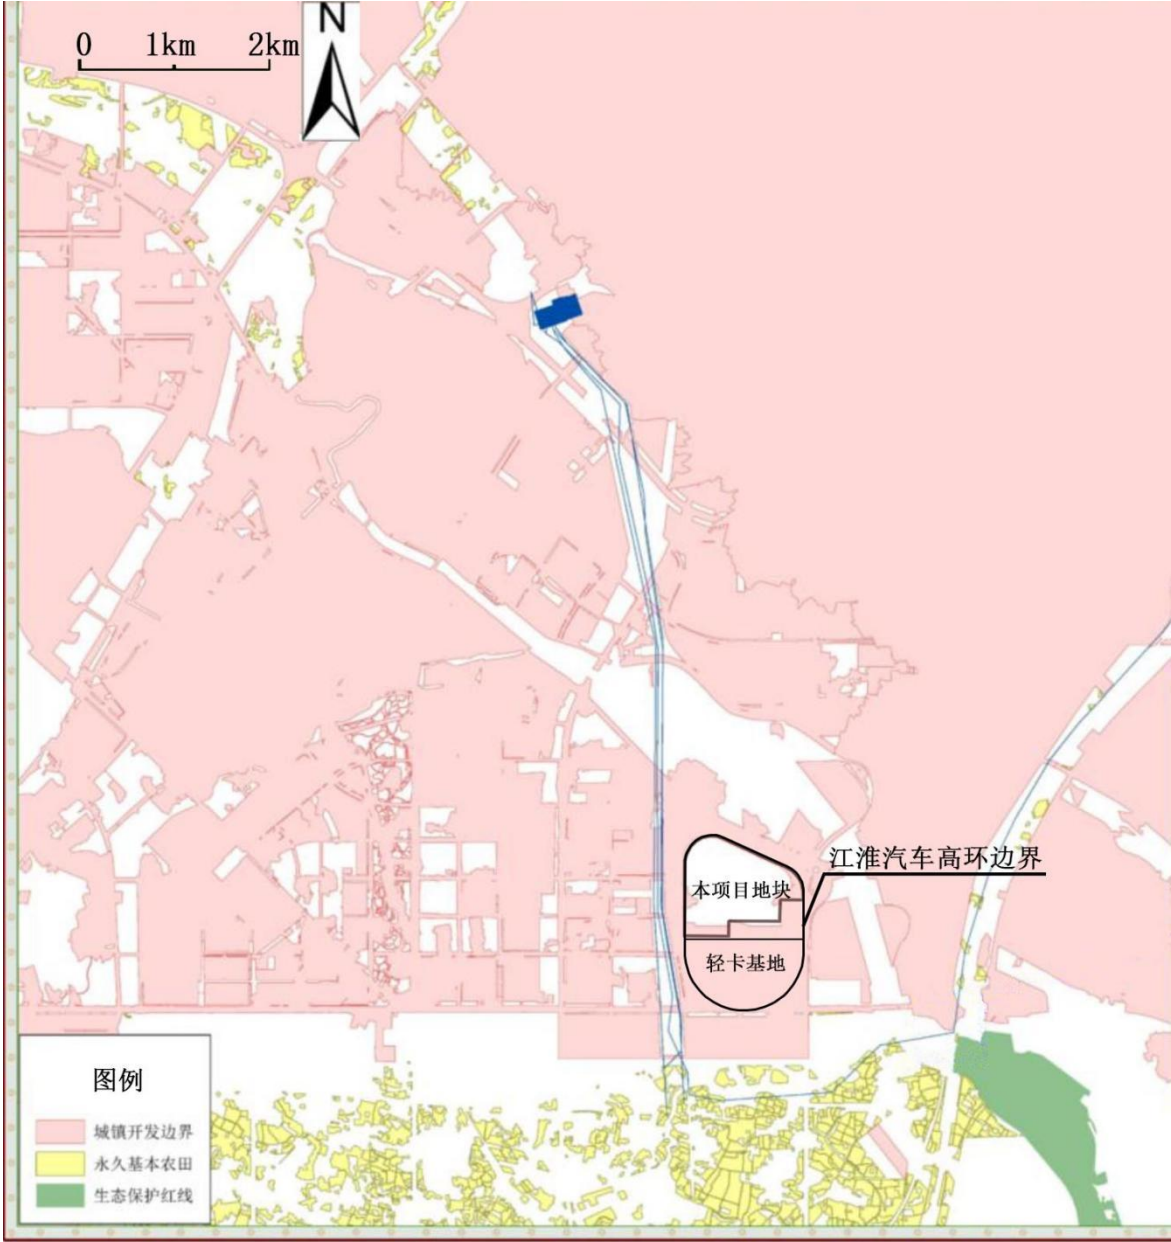 N
0 1km 2km
江淮汽车高环边界
本项目地块
轻卡基地
图例
城镇开发边界
永久基本农田
生态保护红线